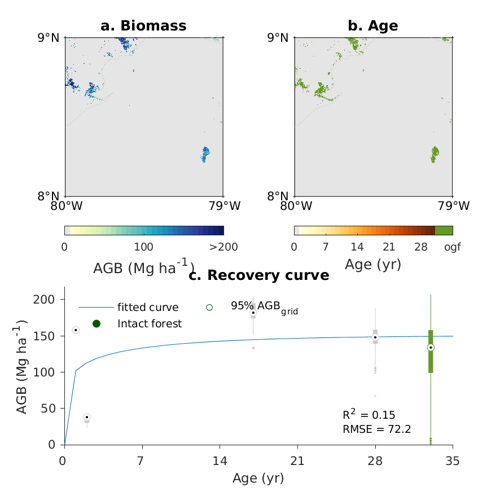 a. Biomass
b. Age
9°N
8°N
80°W
79°W
9°N
8°N
80°W
79°W
0
100
>200
AGB (Mg ha⁻¹)
0
7
14
21
28
ogf
Age (yr)
c. Recovery curve
200
150
100
50
0
AGB (Mg ha⁻¹)
fitted curve
95% AGB_grid
Intact forest
R² = 0.15
RMSE = 72.2
0
7
14
21
28
35
Age (yr)